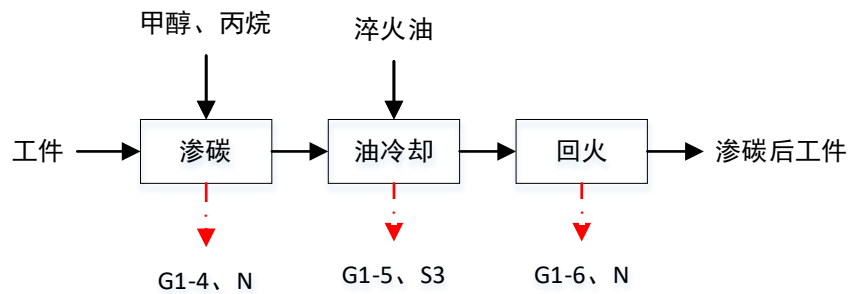 甲醇、丙烷
淬火油
工件
渗碳
油冷却
回火
渗碳后工件
G1-4、N
G1-5、S3
G1-6、N